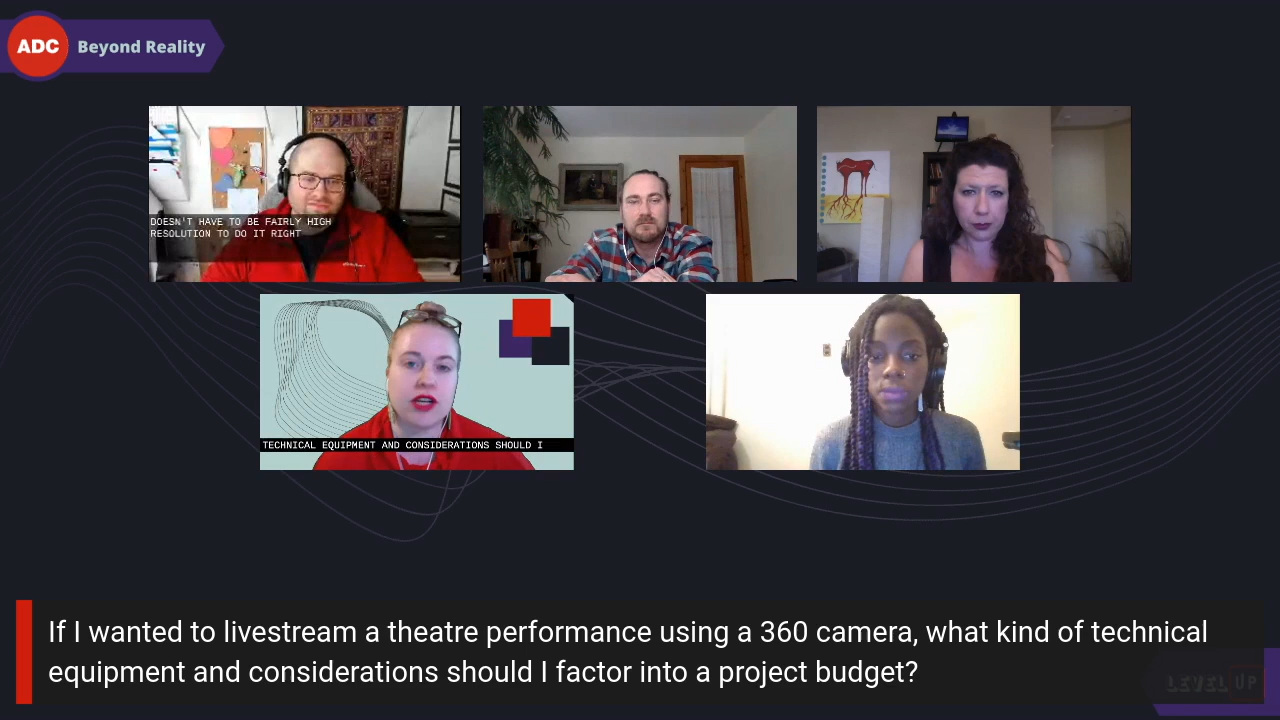 ADC Beyond Reality
DOESN'T HAVE TO BE FAIRLY HIGH
RESOLUTION TO DO IT RIGHT
TECHNICAL EQUIPMENT AND CONSIDERATIONS SHOULD I
If I wanted to livestream a theatre performance using a 360 camera, what kind of technical
equipment and considerations should I factor into a project budget?
LEVEL UP